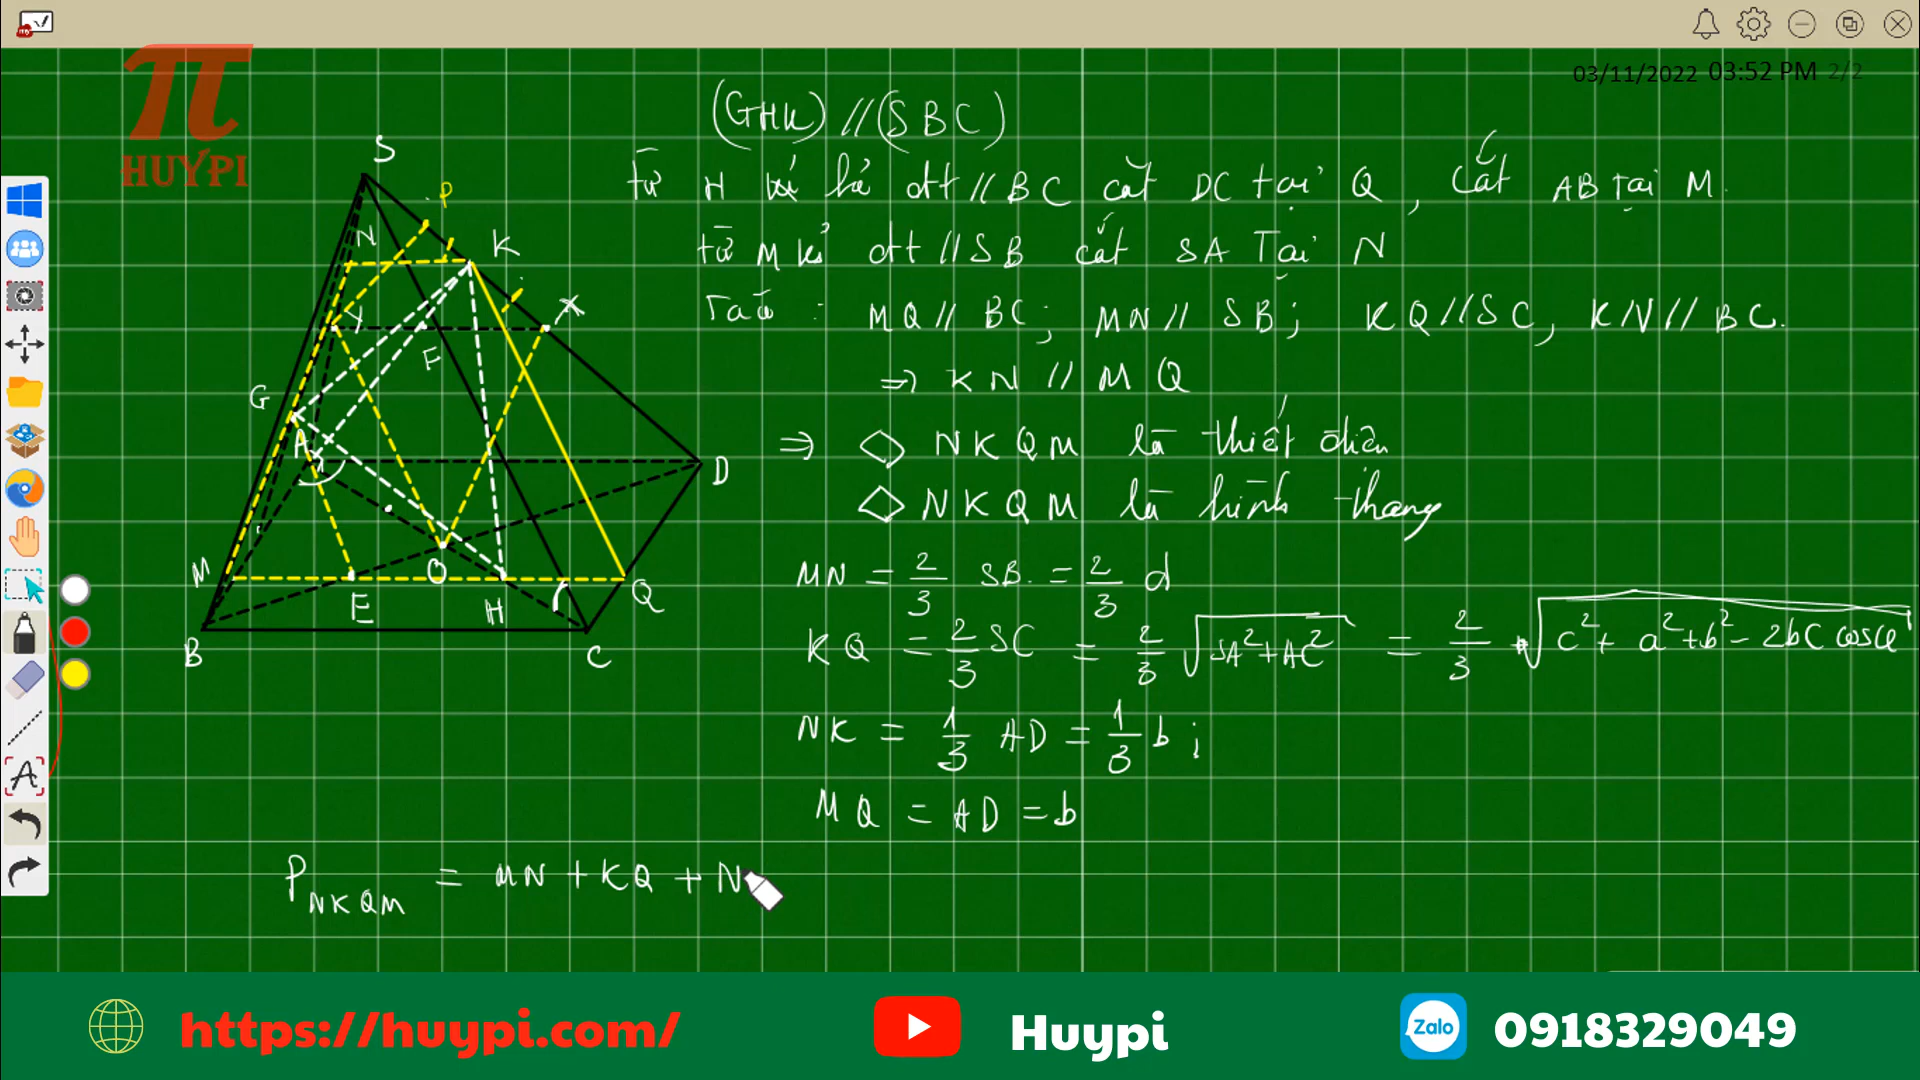 03/11/2022 03:52 PM 2/2
π
HUYPI
(GHK) // (SBC)
từ H kẻ đt // BC cắt DC tại Q, cắt AB tại M.
từ M kẻ đt // SB cắt SA Tại N
MQ // BC; MN // SB; KQ // SC, KN // BC.
=> KN // MQ
=> ◇ NKQM là thiết diện
◇ NKQM là hình thang
MN = 2/3 SB. = 2/3 d
KQ = 2/3 SC = 2/3 √(SA² + AC²) = 2/3 √(c² + a² + b² - 2bc cosα)
NK = 1/3 AD = 1/3 b ;
MQ = AD = b
P NKQM = MN + KQ + N
S
P
N
K
Y
X
F
G
A
D
M
O
E
H
Q
B
C
https://huypi.com/
Huypi
Zalo
0918329049